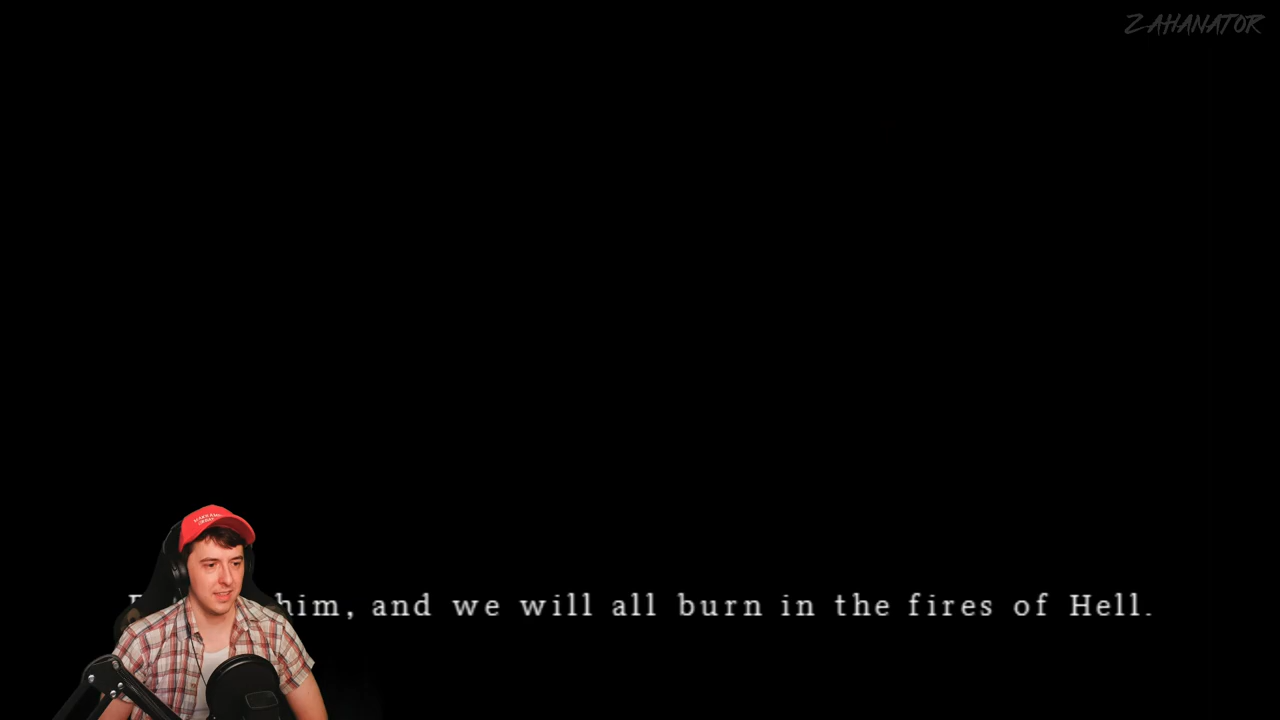 ZAHANATOR
him, and we will all burn in the fires of Hell.